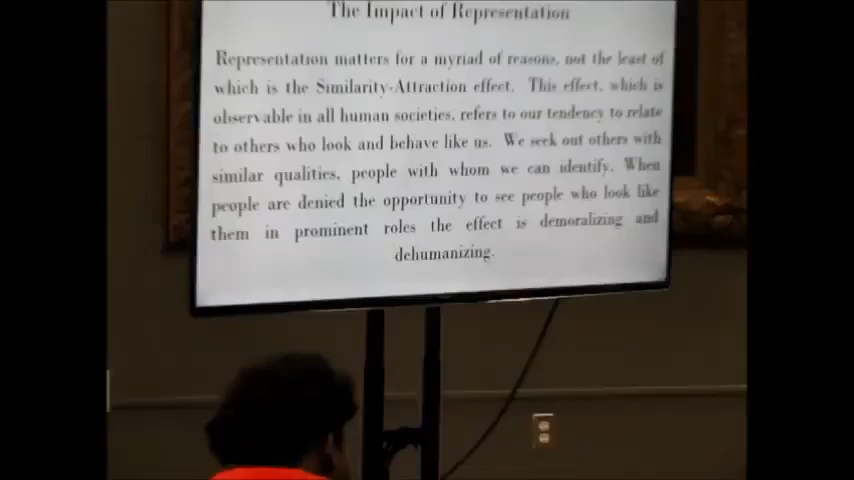 The Impact of Representation
Representation matters for a myriad of reasons, not the least of
which is the Similarity-Attraction effect. This effect, which is
observable in all human societies, refers to our tendency to relate
to others who look and behave like us. We seek out others with
similar qualities, people with whom we can identify. When
people are denied the opportunity to see people who look like
them in prominent roles the effect is demoralizing and
dehumanizing.